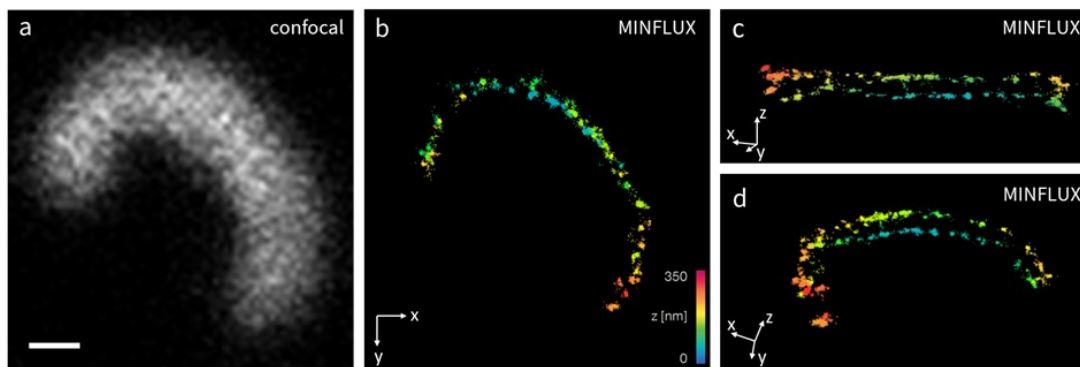 a
confocal
b
MINFLUX
350
z [nm]
0
x
y
c
MINFLUX
z
x
y
d
MINFLUX
z
x
y